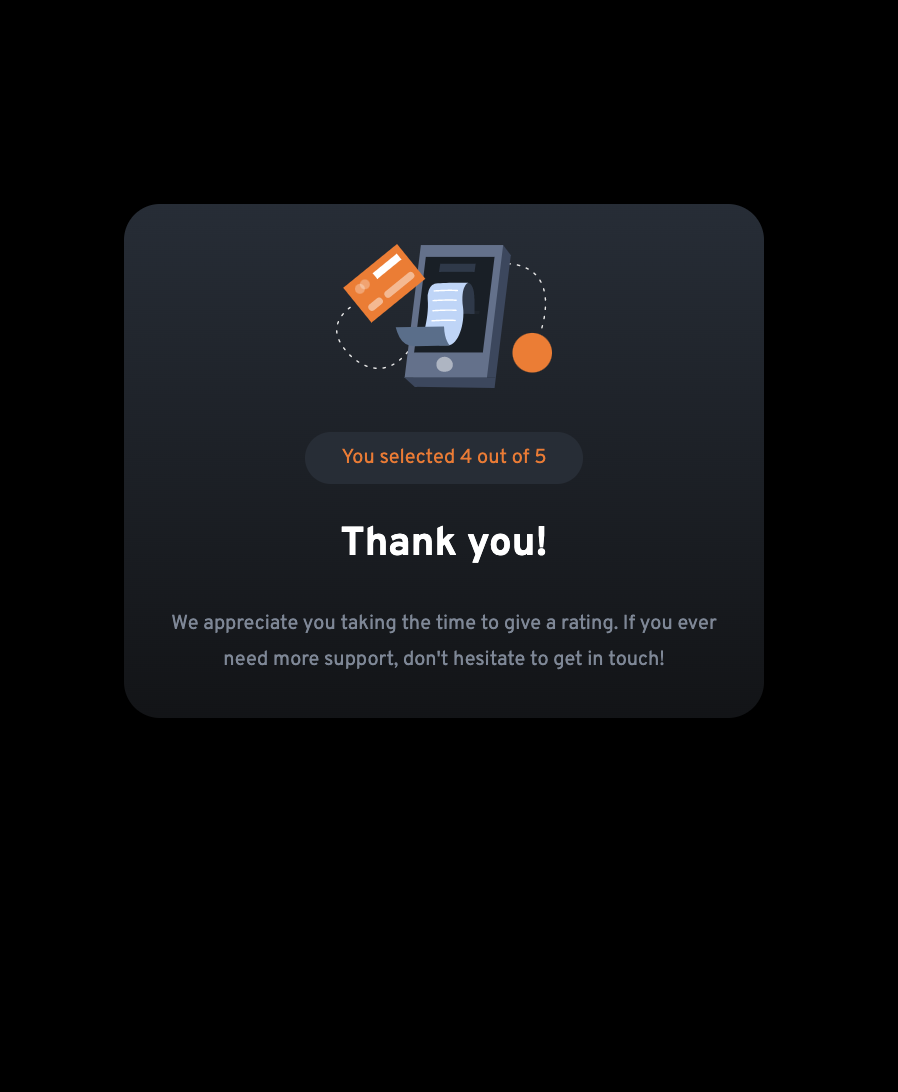 You selected 4 out of 5
Thank you!
We appreciate you taking the time to give a rating. If you ever
need more support, don't hesitate to get in touch!